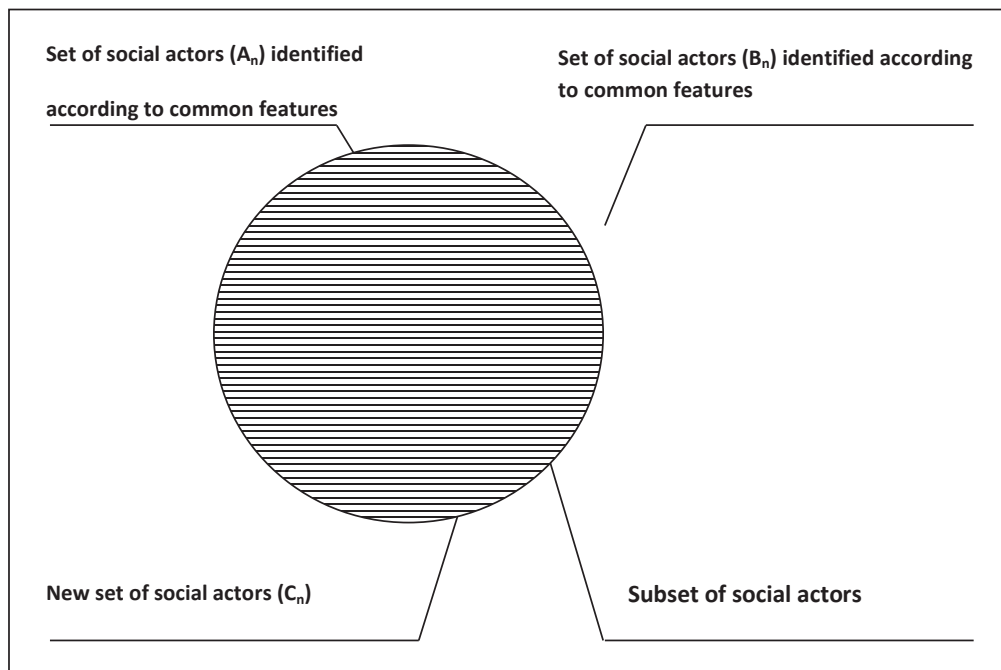 Set of social actors (Aₙ) identified
according to common features
Set of social actors (Bₙ) identified according
to common features
New set of social actors (Cₙ)
Subset of social actors